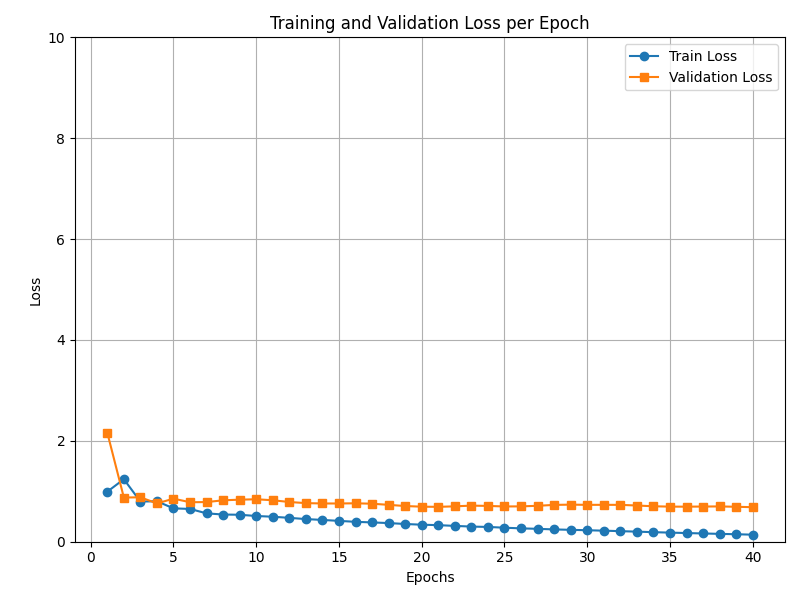 Training and Validation Loss per Epoch
10
8
6
4
2
0
Loss
Train Loss
Validation Loss
0 5 10 15 20 25 30 35 40
Epochs